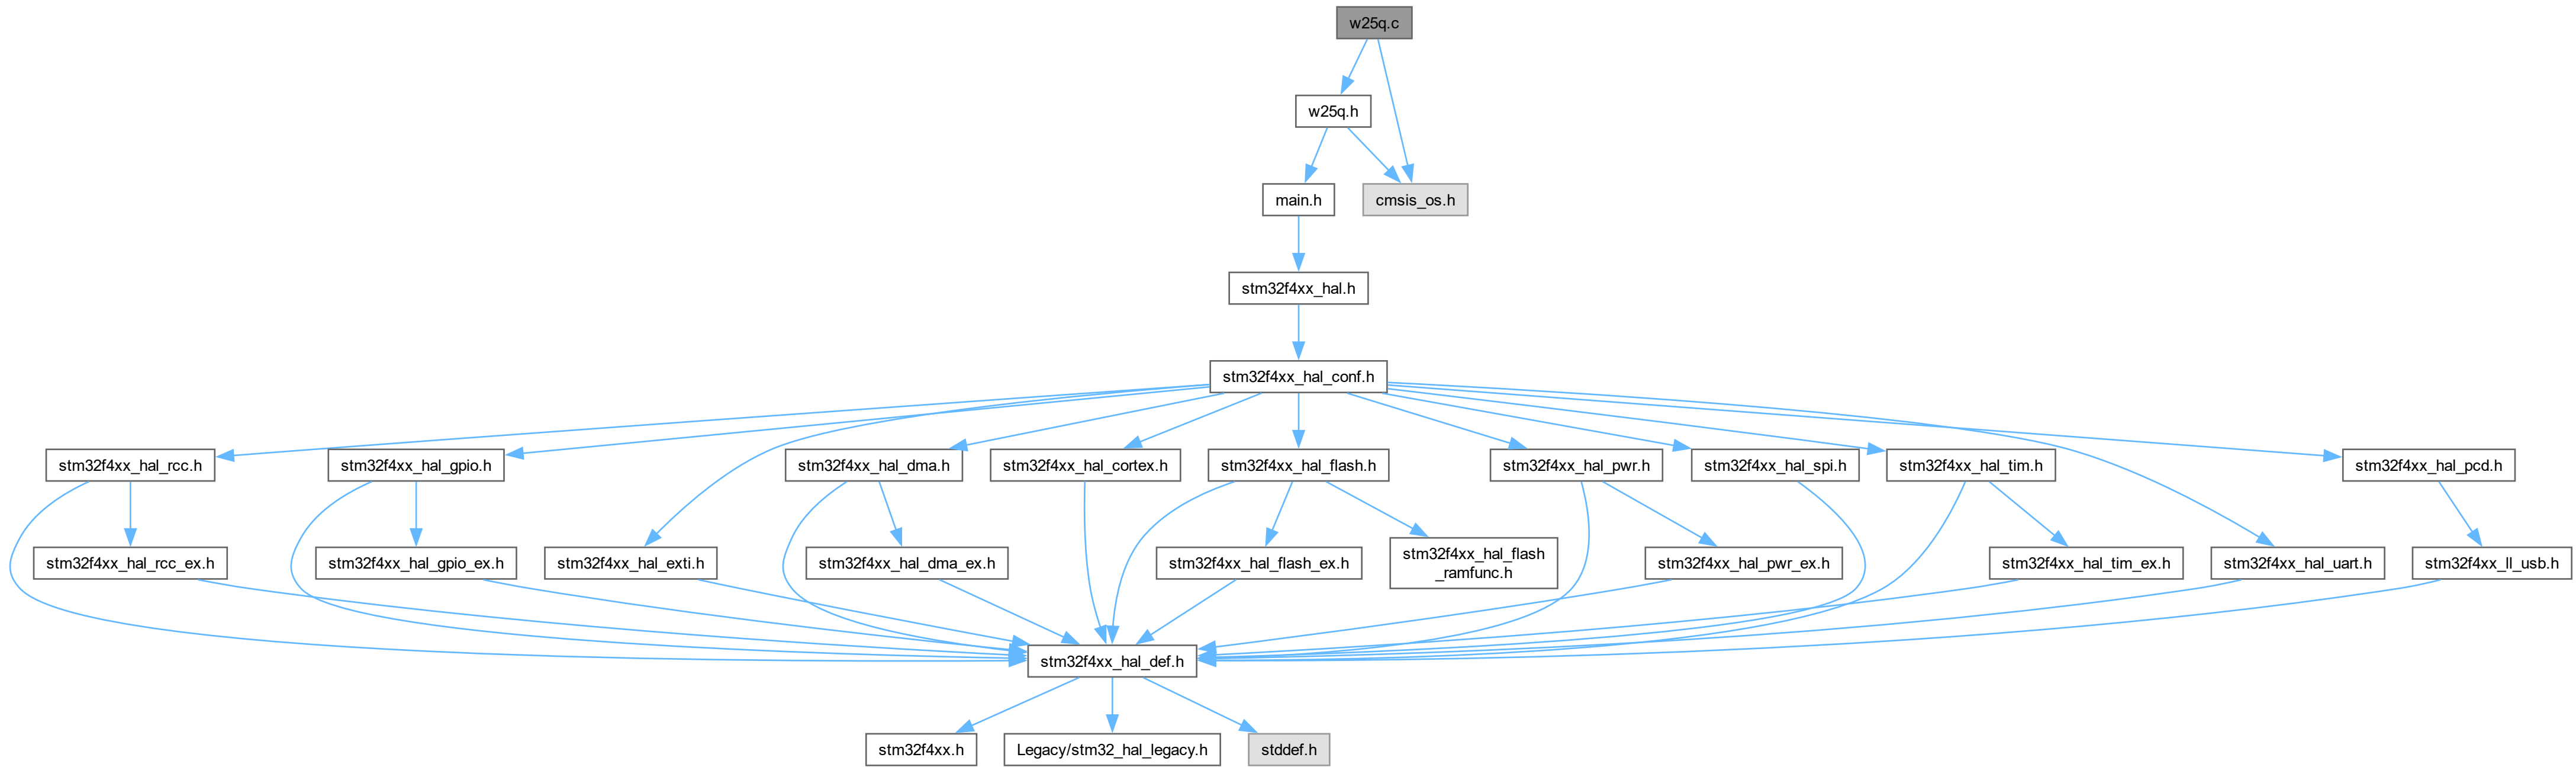 w25q.c
w25q.h
main.h
cmsis_os.h
stm32f4xx_hal.h
stm32f4xx_hal_conf.h
stm32f4xx_hal_rcc.h
stm32f4xx_hal_gpio.h
stm32f4xx_hal_dma.h
stm32f4xx_hal_cortex.h
stm32f4xx_hal_flash.h
stm32f4xx_hal_pwr.h
stm32f4xx_hal_spi.h
stm32f4xx_hal_tim.h
stm32f4xx_hal_pcd.h
stm32f4xx_hal_rcc_ex.h
stm32f4xx_hal_gpio_ex.h
stm32f4xx_hal_exti.h
stm32f4xx_hal_dma_ex.h
stm32f4xx_hal_flash_ex.h
stm32f4xx_hal_flash
_ramfunc.h
stm32f4xx_hal_pwr_ex.h
stm32f4xx_hal_tim_ex.h
stm32f4xx_hal_uart.h
stm32f4xx_ll_usb.h
stm32f4xx_hal_def.h
stm32f4xx.h
Legacy/stm32_hal_legacy.h
stddef.h